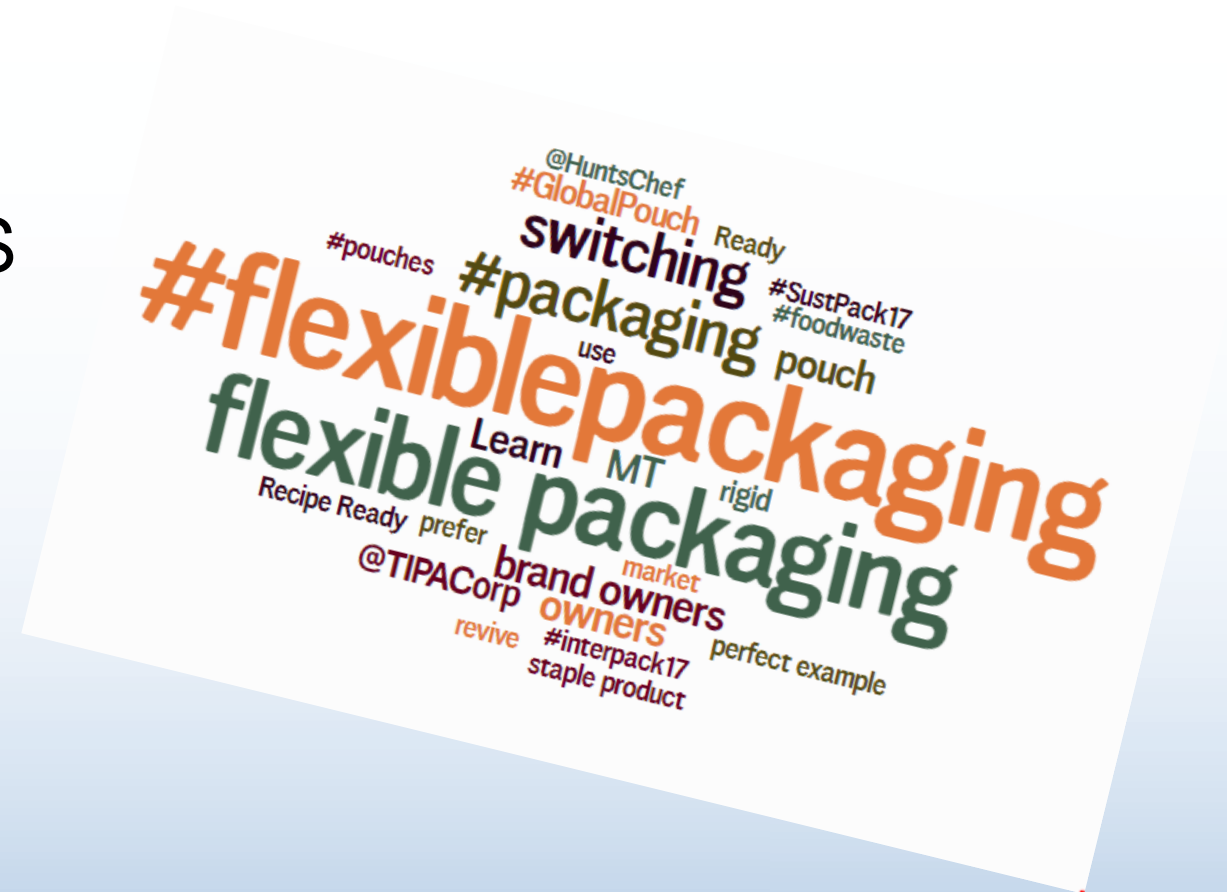 s
@HuntsChef
#GlobalPouch
Ready
switching
#pouches
#SustPack17
#packaging
#foodwaste
use
pouch
#flexiblepackaging
Learn
MT
rigid
flexible packaging
Recipe Ready
prefer
market
@TIPACorp
brand owners
owners
revive
#interpack17
perfect example
staple product